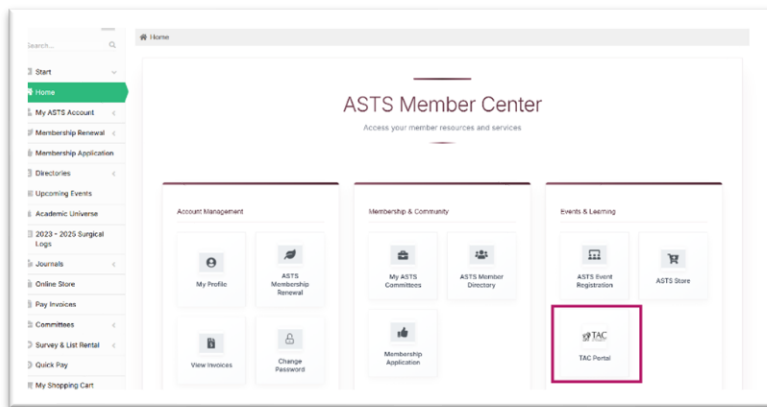 Search...
Start
Home
My ASTS Account
Membership Renewal
Membership Application
Directories
Upcoming Events
Academic Universe
2023 - 2025 Surgical
Logs
Journals
Online Store
Pay Invoices
Committees
Survey & List Rental
Quick Pay
My Shopping Cart
Home
ASTS Member Center
Access your member resources and services
Account Management
My Profile
ASTS
Membership
Renewal
View Invoices
Change
Password
Membership & Community
My ASTS
Committees
ASTS Member
Directory
Membership
Application
Events & Learning
ASTS Event
Registration
ASTS Store
TAC
TAC Portal